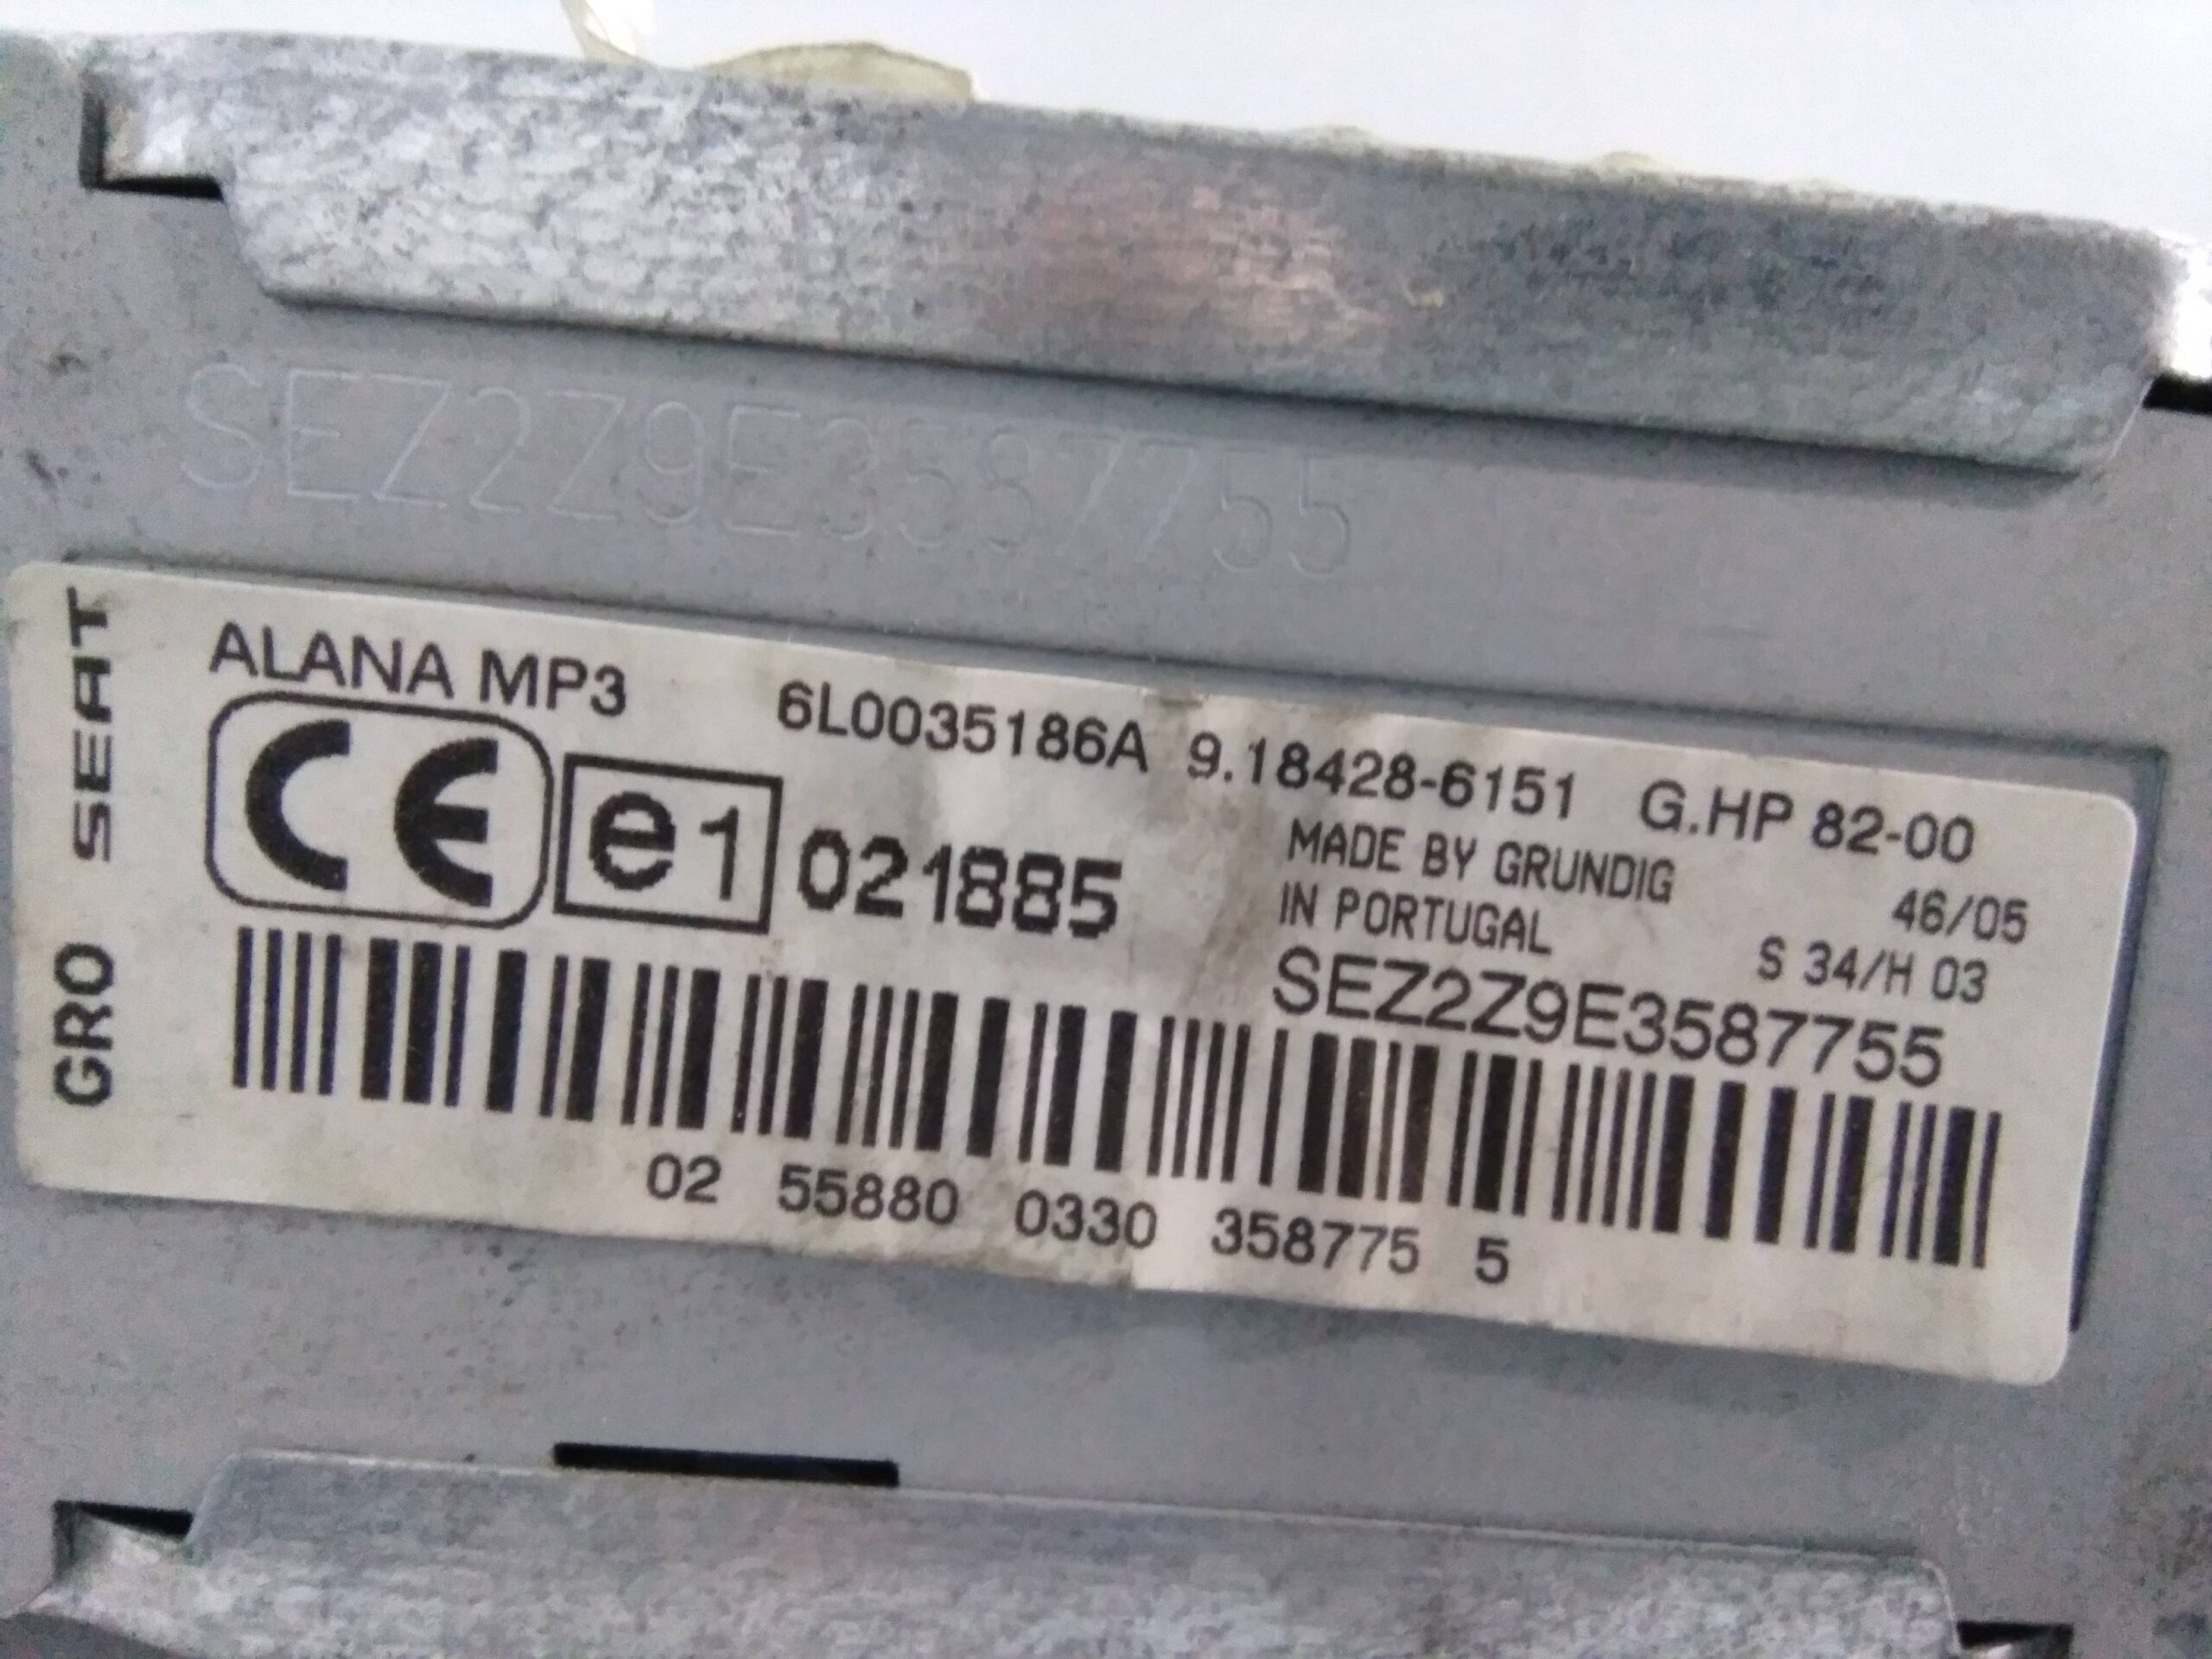 SEZ2Z9E3587755
GRO SEAT
ALANA MP3 6L0035186A 9.18428-6151 G.HP 82-00
CE e1 021885
MADE BY GRUNDIG 46/05
IN PORTUGAL S 34/H 03
SEZ2Z9E3587755
02 55880 0330 358775 5